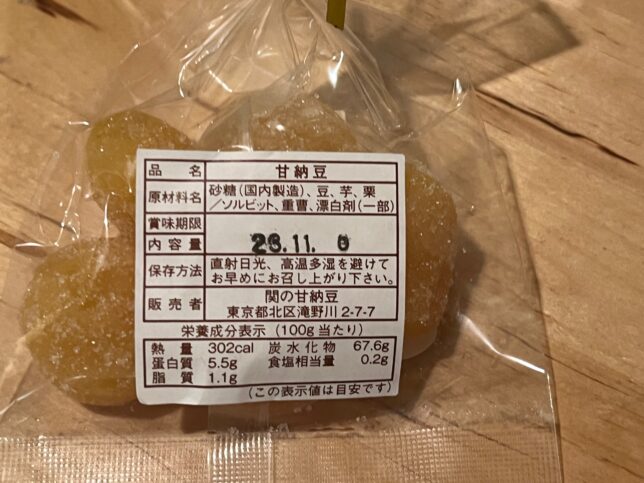 品名 甘納豆
原材料名 砂糖(国内製造)、豆、芋、栗
/ソルビット、重曹、漂白剤(一部)
賞味期限
内容量 23.11. 6
保存方法 直射日光、高温多湿を避けて
お早めにお召し上がり下さい。
販売者 関の甘納豆
東京都北区滝野川2-7-7
栄養成分表示(100g当たり)
熱量 302cal 炭水化物 67.6g
蛋白質 5.5g 食塩相当量 0.2g
脂質 1.1g
(この表示値は目安です)